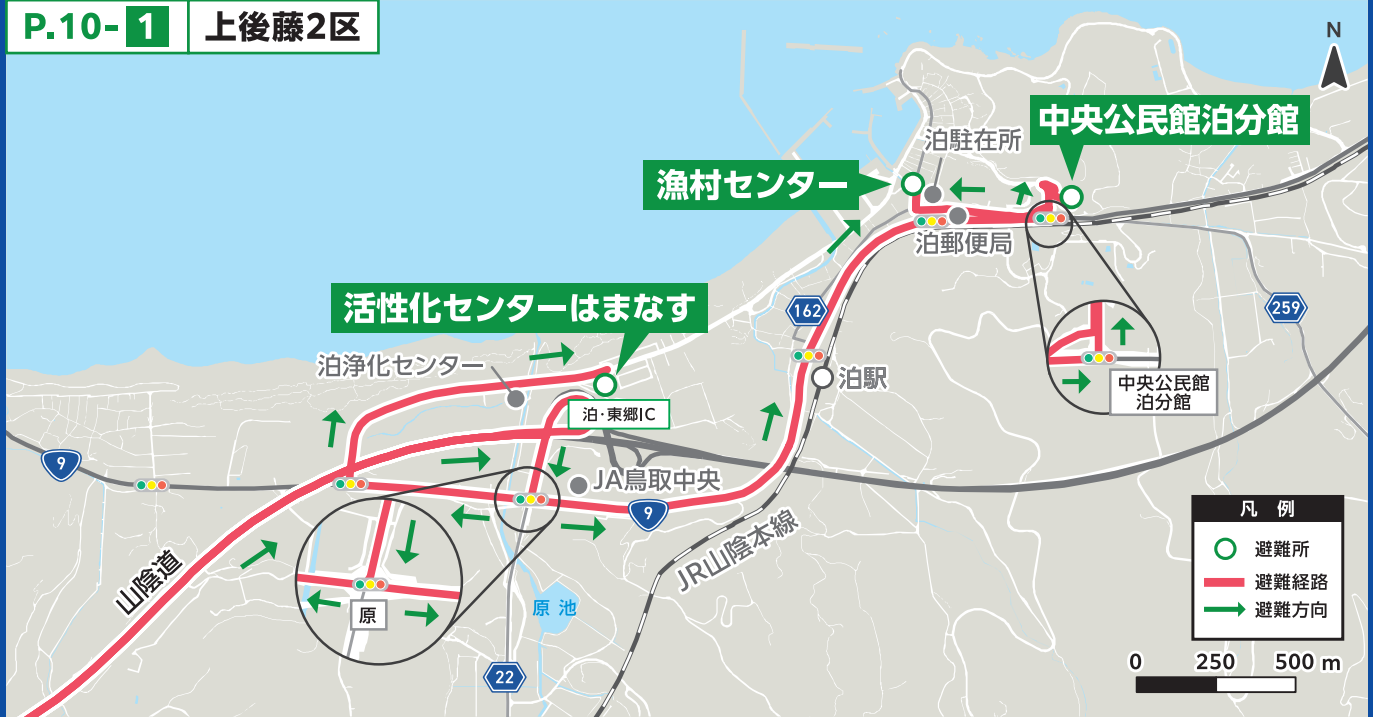 P.10-1 上後藤2区
N
中央公民館泊分館
泊駐在所
漁村センター
泊郵便局
活性化センターはまなす
162
259
泊浄化センター
泊駅
中央公民館
泊分館
泊・東郷IC
9
JA鳥取中央
9
凡 例
避難所
避難経路
避難方向
JR山陰本線
山陰道
原
原 池
22
0 250 500 m